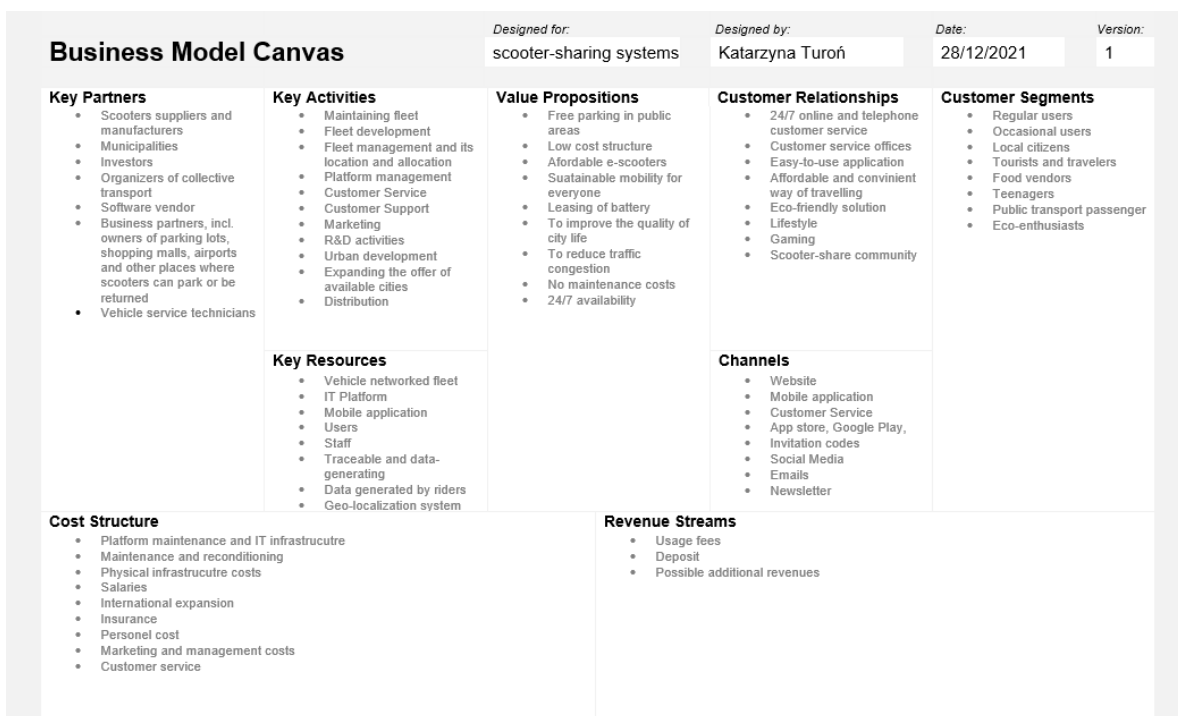 Business Model Canvas
Designed for:
scooter-sharing systems
Designed by:
Katarzyna Turoń
Date:
28/12/2021
Version:
1
Key Partners
• Scooters suppliers and
manufacturers
• Municipalities
• Investors
• Organizers of collective
transport
• Software vendor
• Business partners, incl.
owners of parking lots,
shopping malls, airports
and other places where
scooters can park or be
returned
• Vehicle service technicians
Key Activities
• Maintaining fleet
• Fleet development
• Fleet management and its
location and allocation
• Platform management
• Customer Service
• Customer Support
• Marketing
• R&D activities
• Urban development
• Expanding the offer of
available cities
• Distribution
Key Resources
• Vehicle networked fleet
• IT Platform
• Mobile application
• Users
• Staff
• Traceable and data-
generating
• Data generated by riders
• Geo-localization system
Value Propositions
• Free parking in public
areas
• Low cost structure
• Afordable e-scooters
• Suatainable mobility for
everyone
• Leasing of battery
• To improve the quality of
city life
• To reduce traffic
congestion
• No maintenance costs
• 24/7 availability
Customer Relationships
• 24/7 online and telephone
customer service
• Customer service offices
• Easy-to-use application
• Affordable and convinient
way of travelling
• Eco-friendly solution
• Lifestyle
• Gaming
• Scooter-share community
Channels
• Website
• Mobile application
• Customer Service
• App store, Google Play,
• Invitation codes
• Social Media
• Emails
• Newsletter
Customer Segments
• Regular users
• Occasional users
• Local citizens
• Tourists and travelers
• Food vendors
• Teenagers
• Public transport passenger
• Eco-enthusiasts
Cost Structure
• Platform maintenance and IT infrastrucutre
• Maintenance and reconditioning
• Physical infrastrucutre costs
• Salaries
• International expansion
• Insurance
• Personel cost
• Marketing and management costs
• Customer service
Revenue Streams
• Usage fees
• Deposit
• Possible additional revenues